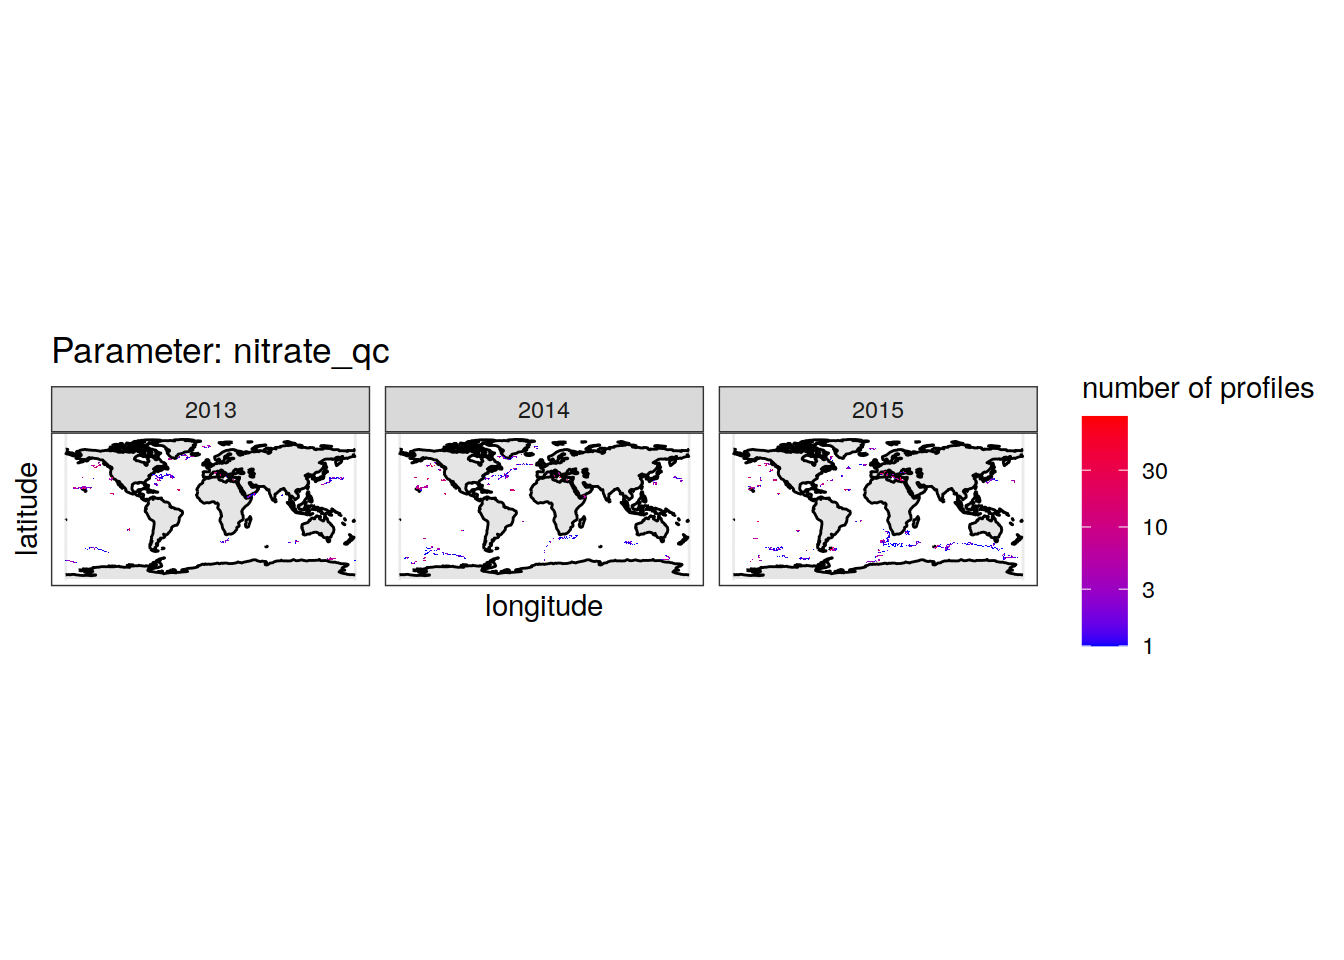 Parameter: nitrate_qc
2013
2014
2015
latitude
longitude
number of profiles
30
10
3
1